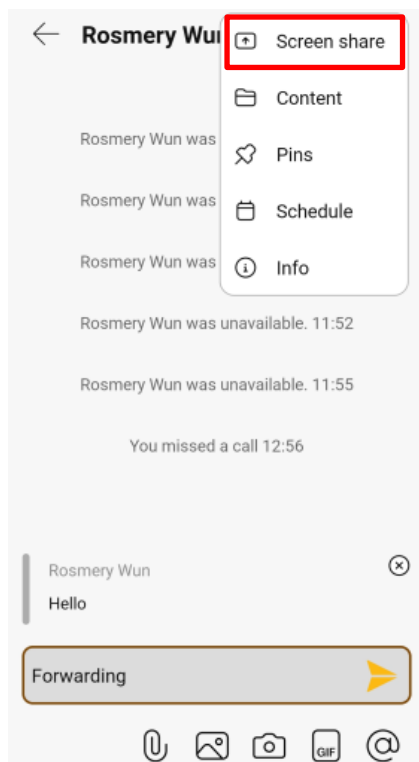 Rosmery Wu
Screen share
Content
Rosmery Wun was
Pins
Rosmery Wun was
Schedule
Rosmery Wun was
Info
Rosmery Wun was unavailable. 11:52
Rosmery Wun was unavailable. 11:55
You missed a call 12:56
Rosmery Wun
Hello
Forwarding
GIF
@